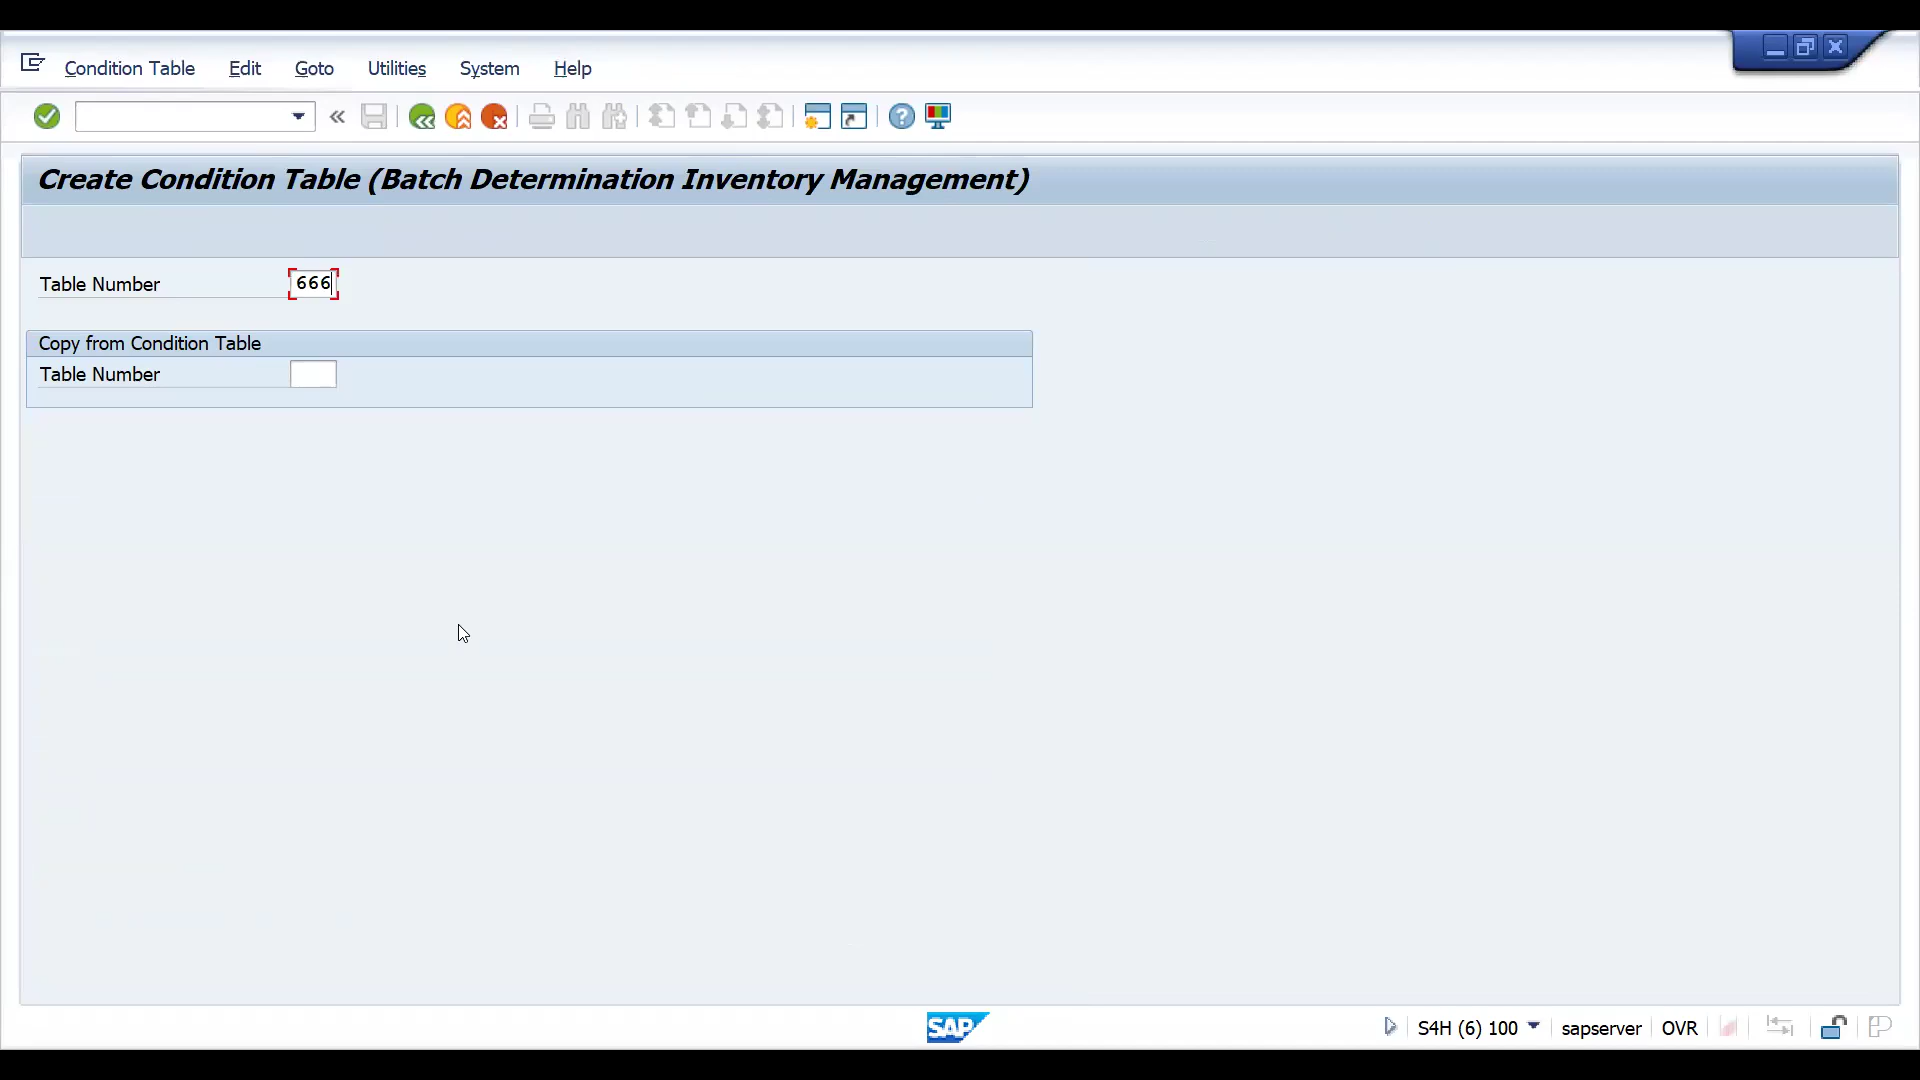 Condition Table Edit Goto Utilities System Help
Create Condition Table (Batch Determination Inventory Management)
Table Number 666
Copy from Condition Table
Table Number
SAP S4H (6) 100 sapserver OVR